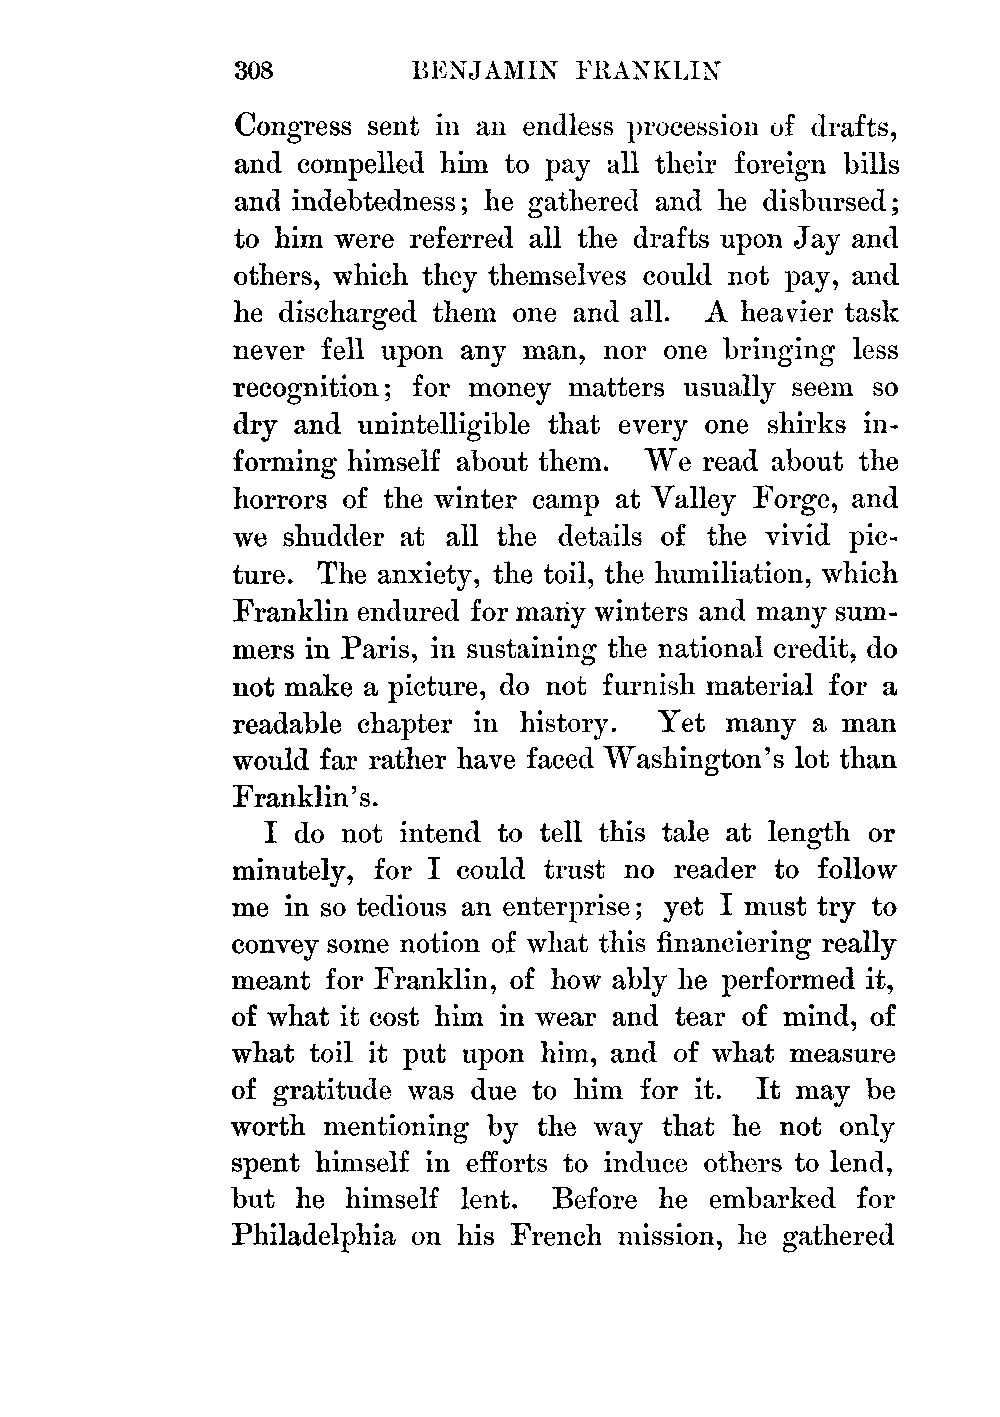 308 BENJAMIN FRANKLIN
Congress sent in an endless procession of drafts,
and compelled him to pay all their foreign bills
and indebtedness; he gathered and he disbursed;
to him were referred all the drafts upon Jay and
others, which they themselves could not pay, and
he discharged them one and all. A heavier task
never fell upon any man, nor one bringing less
recognition; for money matters usually seem so
dry and unintelligible that every one shirks in-
forming himself about them. We read about the
horrors of the winter camp at Valley Forge, and
we shudder at all the details of the vivid pic-
ture. The anxiety, the toil, the humiliation, which
Franklin endured for many winters and many sum-
mers in Paris, in sustaining the national credit, do
not make a picture, do not furnish material for a
readable chapter in history. Yet many a man
would far rather have faced Washington's lot than
Franklin's.
I do not intend to tell this tale at length or
minutely, for I could trust no reader to follow
me in so tedious an enterprise; yet I must try to
convey some notion of what this financiering really
meant for Franklin, of how ably he performed it,
of what it cost him in wear and tear of mind, of
what toil it put upon him, and of what measure
of gratitude was due to him for it. It may be
worth mentioning by the way that he not only
spent himself in efforts to induce others to lend,
but he himself lent. Before he embarked for
Philadelphia on his French mission, he gathered